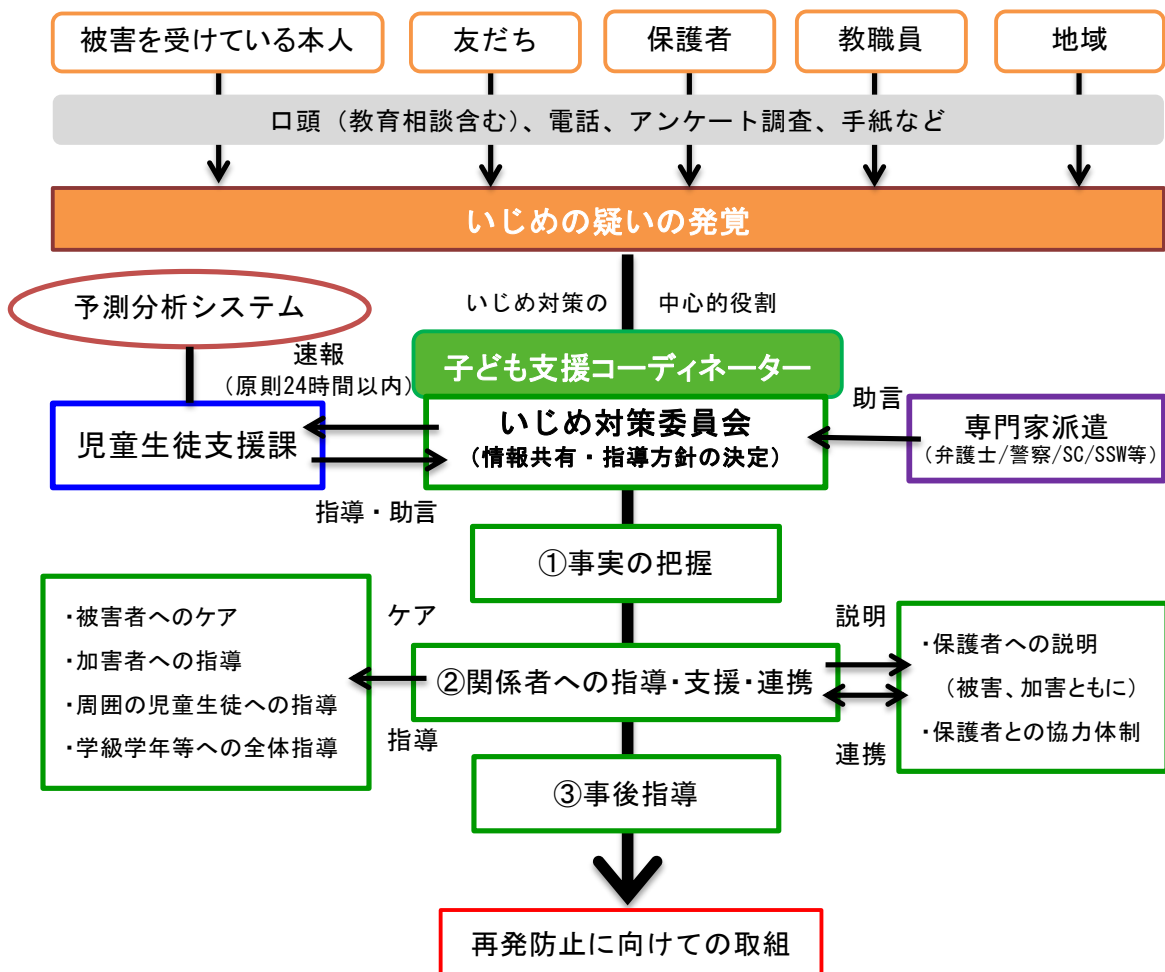 被害を受けている本人
友だち
保護者
教職員
地域
口頭（教育相談含む）、電話、アンケート調査、手紙など
いじめの疑いの発覚
予測分析システム
いじめ対策の　中心的役割
速報
（原則24時間以内）
子ども支援コーディネーター
児童生徒支援課
いじめ対策委員会
（情報共有・指導方針の決定）
助言
専門家派遣
（弁護士/警察/SC/SSW等）
指導・助言
①事実の把握
ケア
・被害者へのケア
・加害者への指導
・周囲の児童生徒への指導
・学級学年等への全体指導
指導
②関係者への指導・支援・連携
説明
・保護者への説明
（被害、加害ともに）
・保護者との協力体制
連携
③事後指導
再発防止に向けての取組